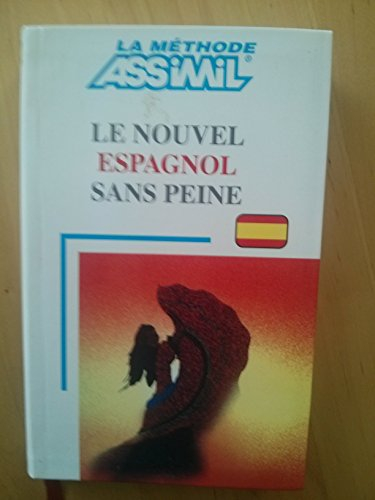 LA MÉTHODE
ASSiMiL®
LE NOUVEL
ESPAGNOL
SANS PEINE